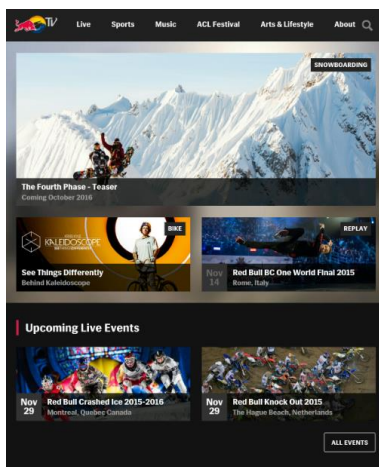 TV
Live
Sports
Music
ACL Festival
Arts & Lifestyle
About
SNOWBOARDING
The Fourth Phase - Teaser
Coming October 2016
BIKE
KALEIDOSCOPE
See Things Differently
Behind Kaleidoscope
REPLAY
Nov
14
Red Bull BC One World Final 2015
Rome, Italy
Upcoming Live Events
Nov
29
Red Bull Crashed Ice 2015-2016
Montreal, Quebec Canada
Nov
29
Red Bull Knock Out 2015
The Hague Beach, Netherlands
ALL EVENTS